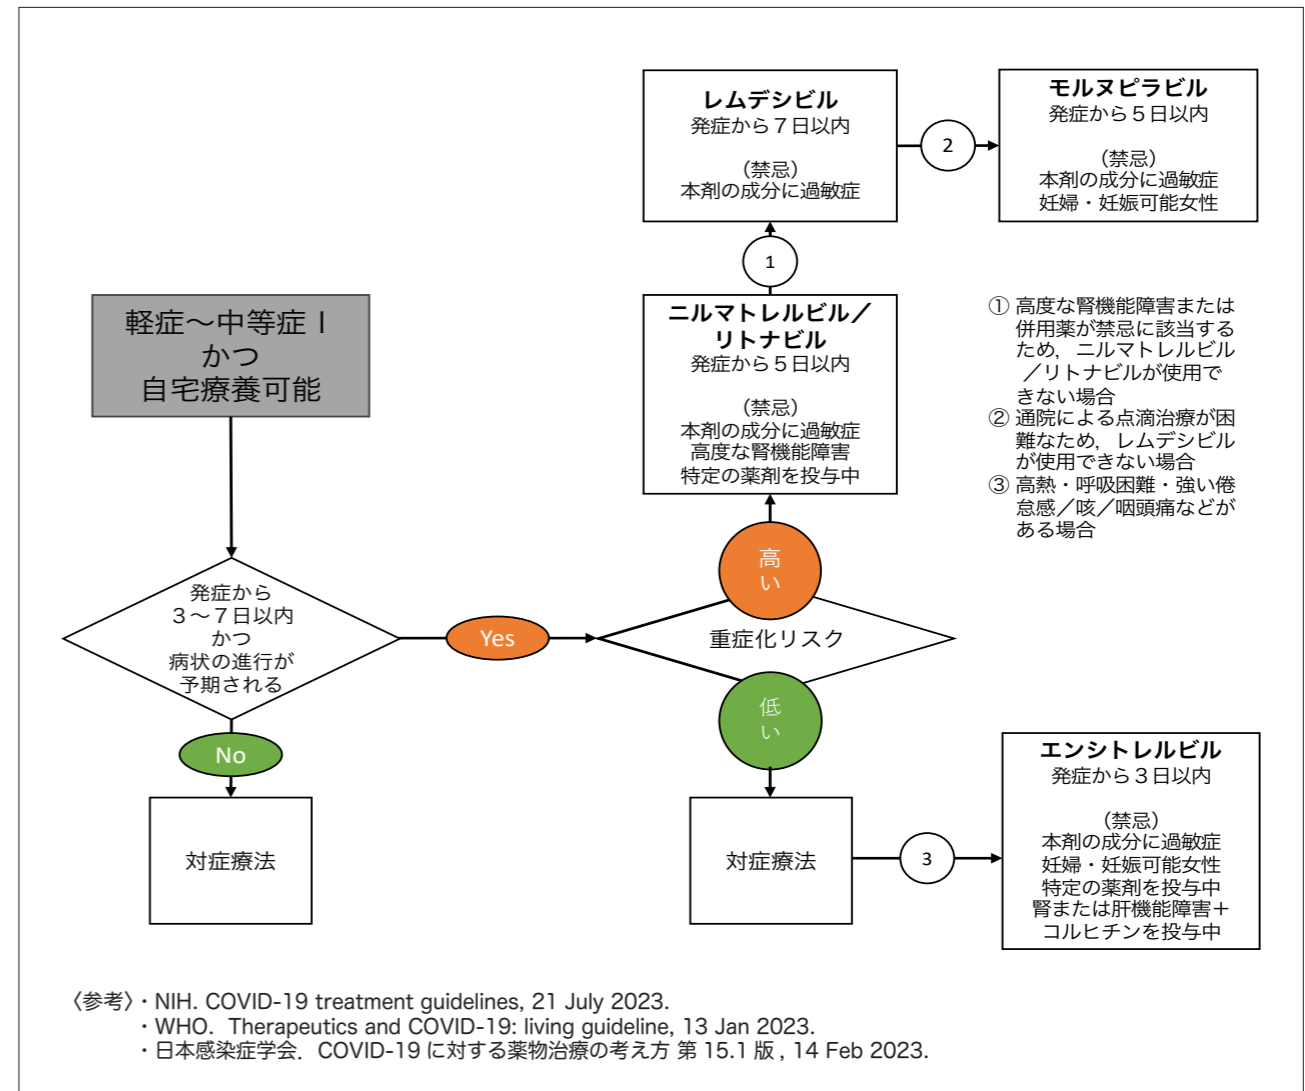 レムデシビル
発症から７日以内
（禁忌）
本剤の成分に過敏症
2
モルヌピラビル
発症から５日以内
（禁忌）
本剤の成分に過敏症
妊婦・妊娠可能女性
1
軽症～中等症Ⅰ
かつ
自宅療養可能
ニルマトレルビル／
リトナビル
発症から５日以内
（禁忌）
本剤の成分に過敏症
高度な腎機能障害
特定の薬剤を投与中
① 高度な腎機能障害または
併用薬が禁忌に該当する
ため，ニルマトレルビル
／リトナビルが使用で
きない場合
② 通院による点滴治療が困
難なため，レムデシビル
が使用できない場合
③ 高熱・呼吸困難・強い倦
怠感／咳／咽頭痛などが
ある場合
発症から
３～７日以内
かつ
病状の進行が
予期される
Yes
高
い
重症化リスク
低
い
No
対症療法
対症療法
3
エンシトレルビル
発症から３日以内
（禁忌）
本剤の成分に過敏症
妊婦・妊娠可能女性
特定の薬剤を投与中
腎または肝機能障害＋
コルヒチンを投与中
〈参考〉・NIH. COVID-19 treatment guidelines, 21 July 2023.
・WHO. Therapeutics and COVID-19: living guideline, 13 Jan 2023.
・日本感染症学会．COVID-19 に対する薬物治療の考え方 第 15.1 版 , 14 Feb 2023.